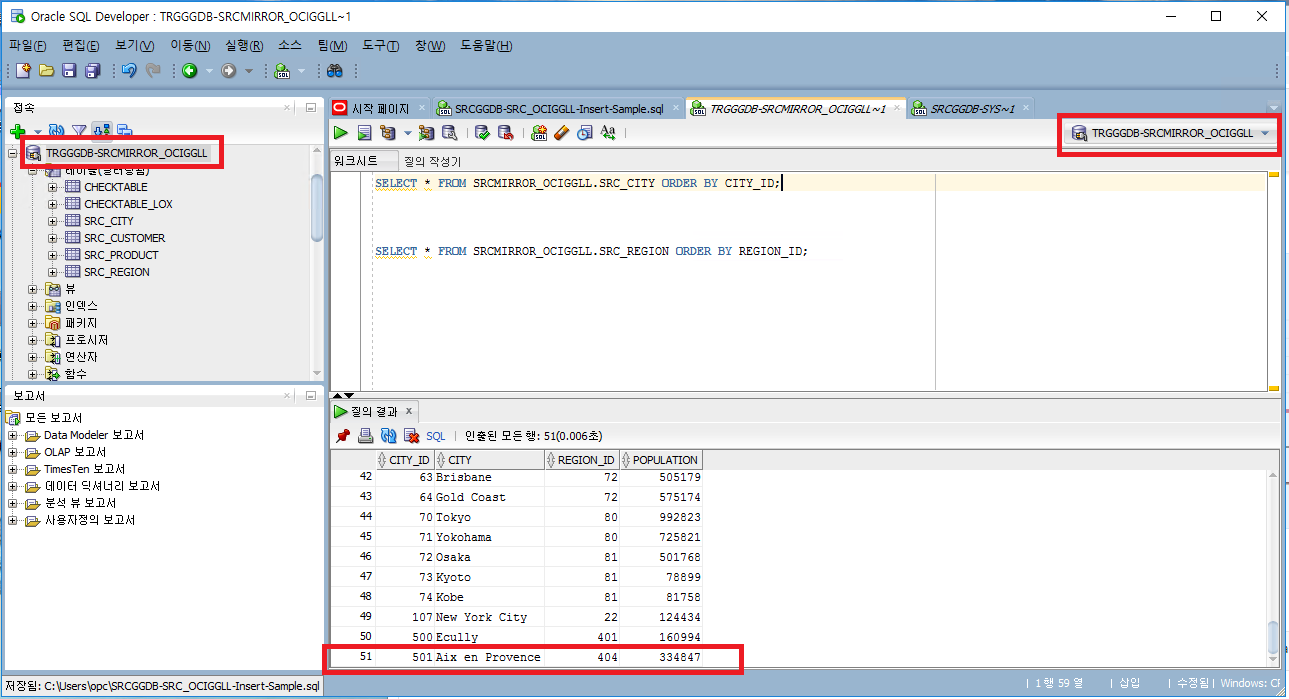 Oracle SQL Developer : TRGGGDB-SRCMIRROR_OCIGGLL~1
파일(F) 편집(E) 보기(V) 이동(N) 실행(R) 소스 팀(M) 도구(T) 창(W) 도움말(H)
접속
TRGGGDB-SRCMIRROR_OCIGGLL
테이블(필터링됨)
CHECKTABLE
CHECKTABLE_LOX
SRC_CITY
SRC_CUSTOMER
SRC_PRODUCT
SRC_REGION
뷰
인덱스
패키지
프로시저
연산자
함수
보고서
모든 보고서
Data Modeler 보고서
OLAP 보고서
TimesTen 보고서
데이터 딕셔너리 보고서
분석 뷰 보고서
사용자정의 보고서
시작 페이지 SRCGGDB-SRC_OCIGGLL-Insert-Sample.sql TRGGGDB-SRCMIRROR_OCIGGLL~1 SRCGGDB-SYS~1
TRGGGDB-SRCMIRROR_OCIGGLL
워크시트 질의 작성기
SELECT * FROM SRCMIRROR_OCIGGLL.SRC_CITY ORDER BY CITY_ID;
SELECT * FROM SRCMIRROR_OCIGGLL.SRC_REGION ORDER BY REGION_ID;
질의 결과 x
SQL | 인출된 모든 행: 51(0.006초)
CITY_ID CITY REGION_ID POPULATION
42 63 Brisbane 72 505179
43 64 Gold Coast 72 575174
44 70 Tokyo 80 992823
45 71 Yokohama 80 725821
46 72 Osaka 81 501768
47 73 Kyoto 81 78899
48 74 Kobe 81 81758
49 107 New York City 22 124434
50 500 Ecully 401 160994
51 501 Aix en Provence 404 334847
저장됨: C:\Users\opc\SRCGGDB-SRC_OCIGGLL-Insert-Sample.sql
| 1 행 59 열 | 삽입 | 수정됨 | Windows: CF